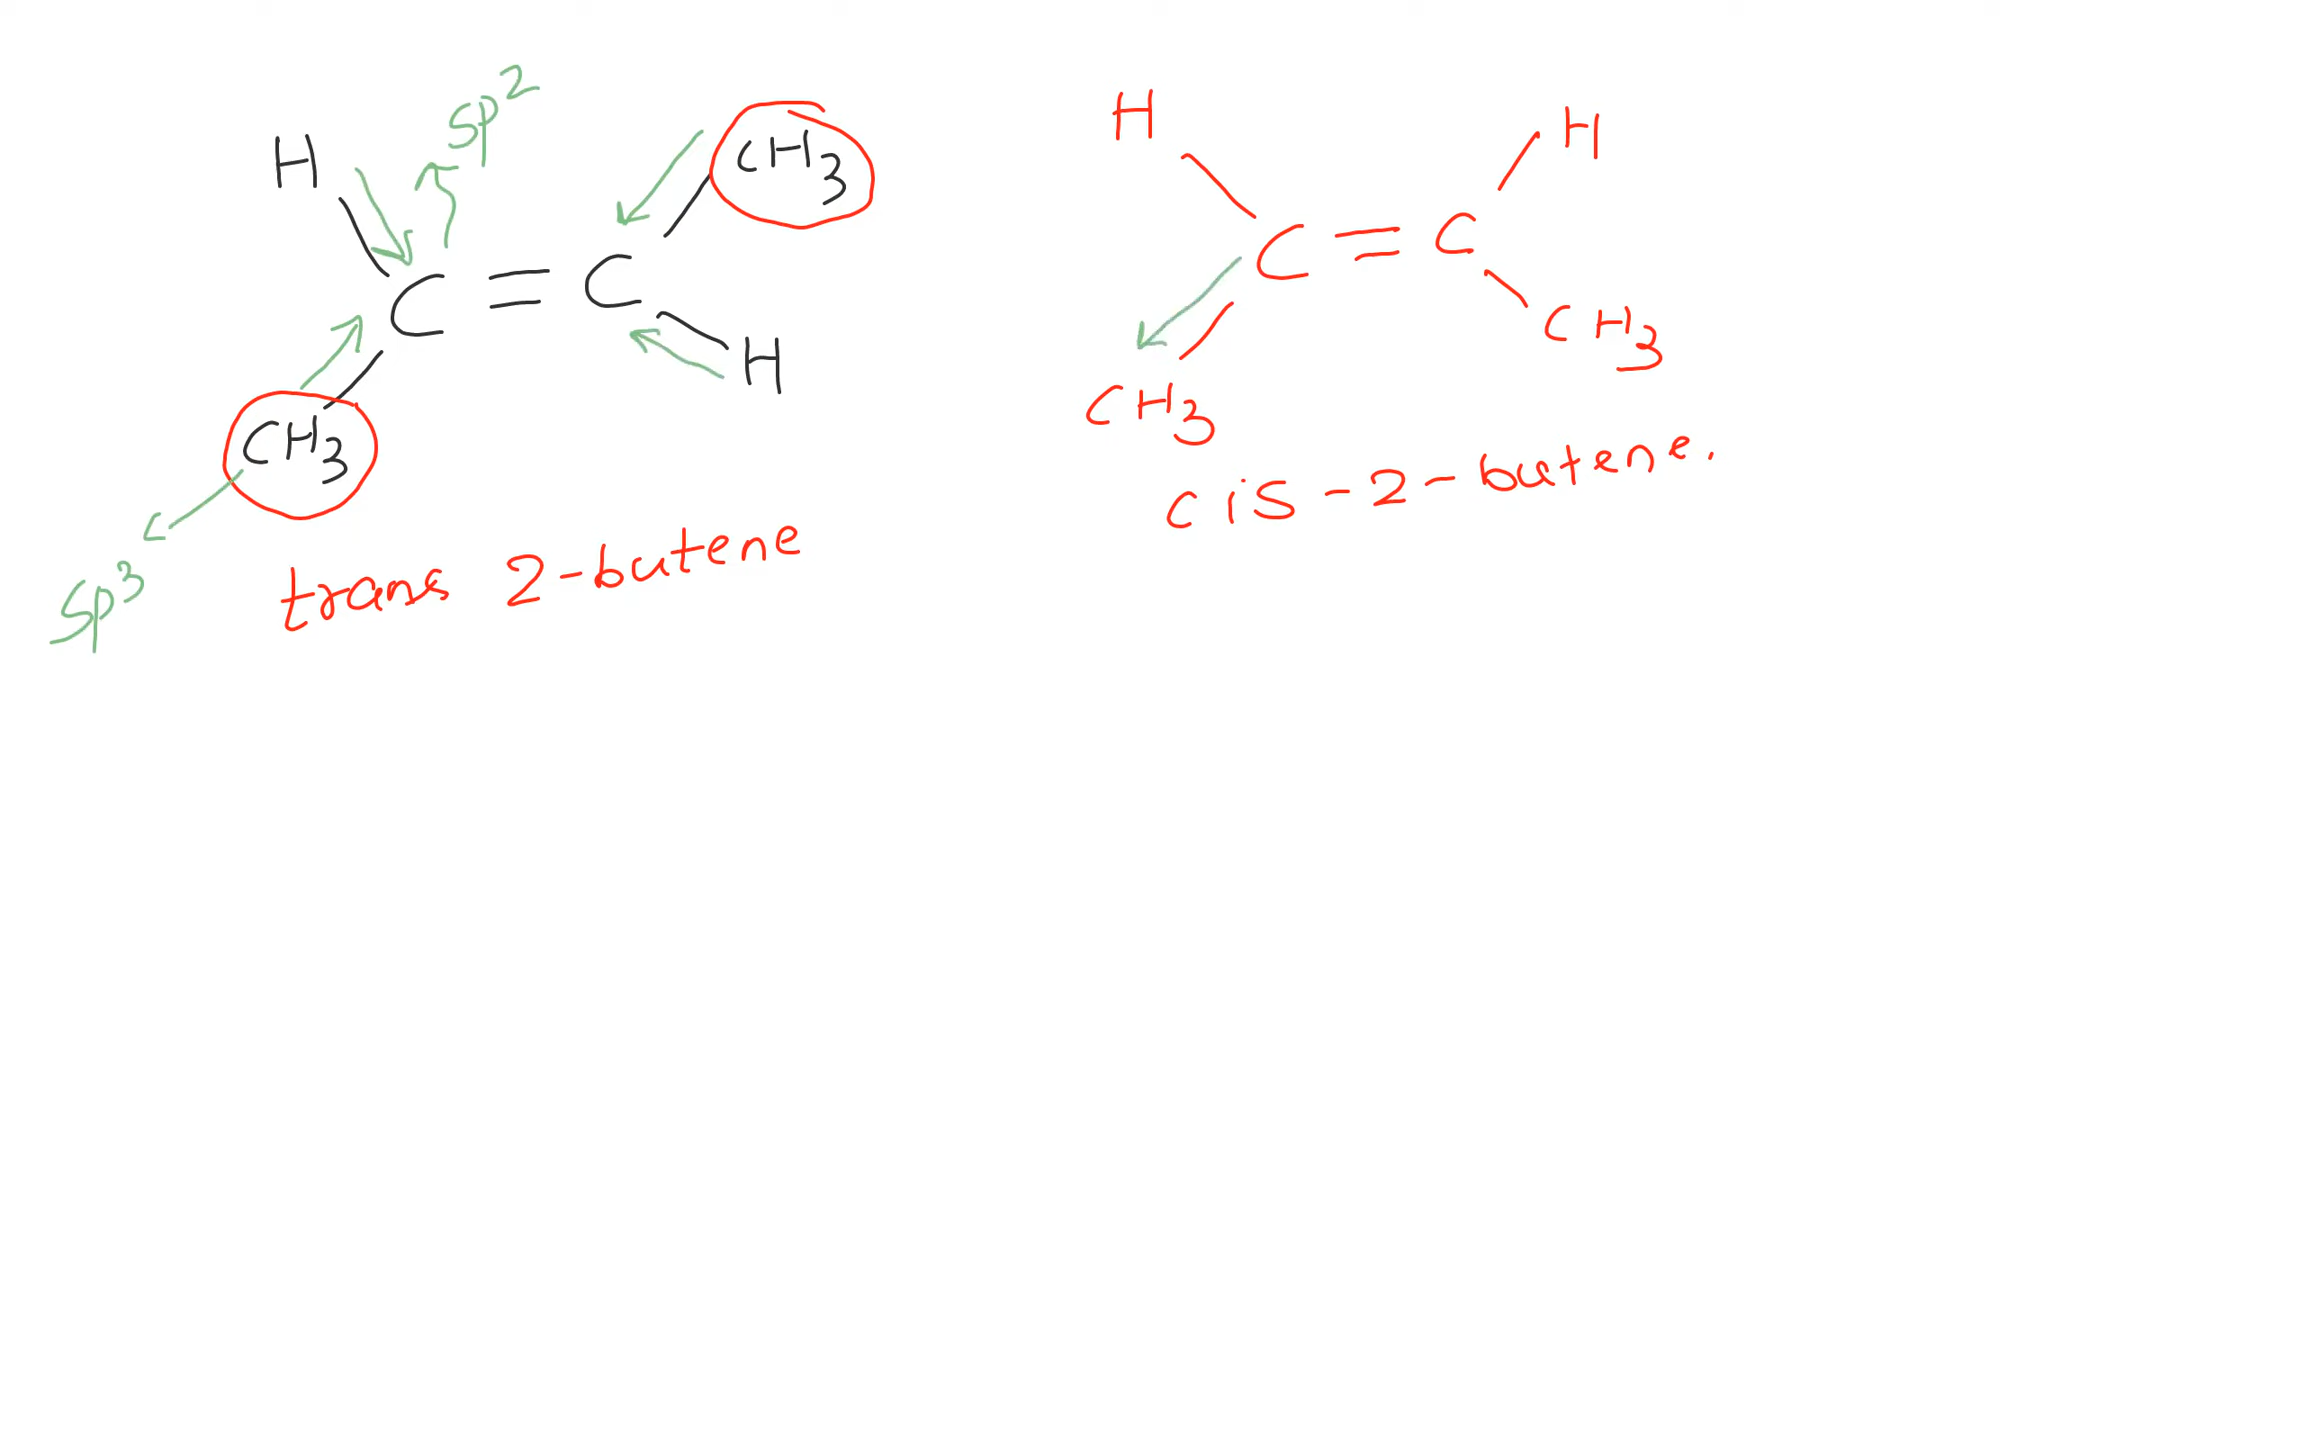 sp2
H
CH3
C = C
H
CH3
sp3
trans 2-butene
H
H
C = C
CH3
CH3
cis-2-butene.